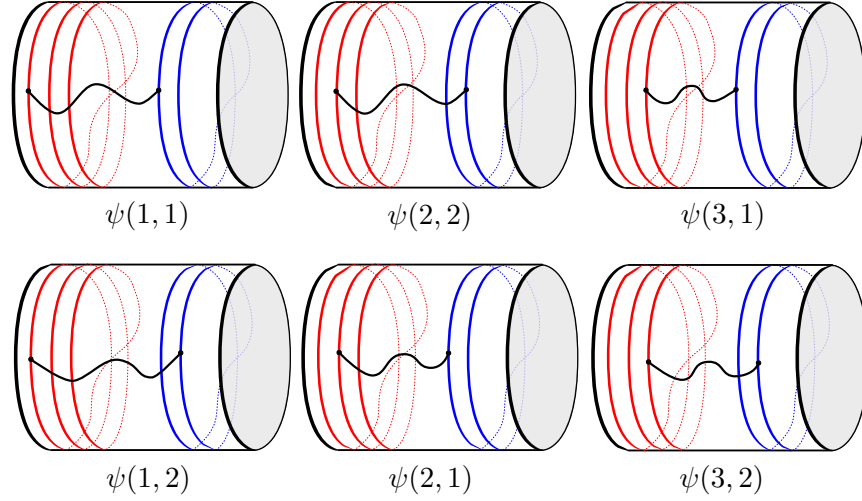 ψ(1, 1) ψ(2, 2) ψ(3, 1)
ψ(1, 2) ψ(2, 1) ψ(3, 2)